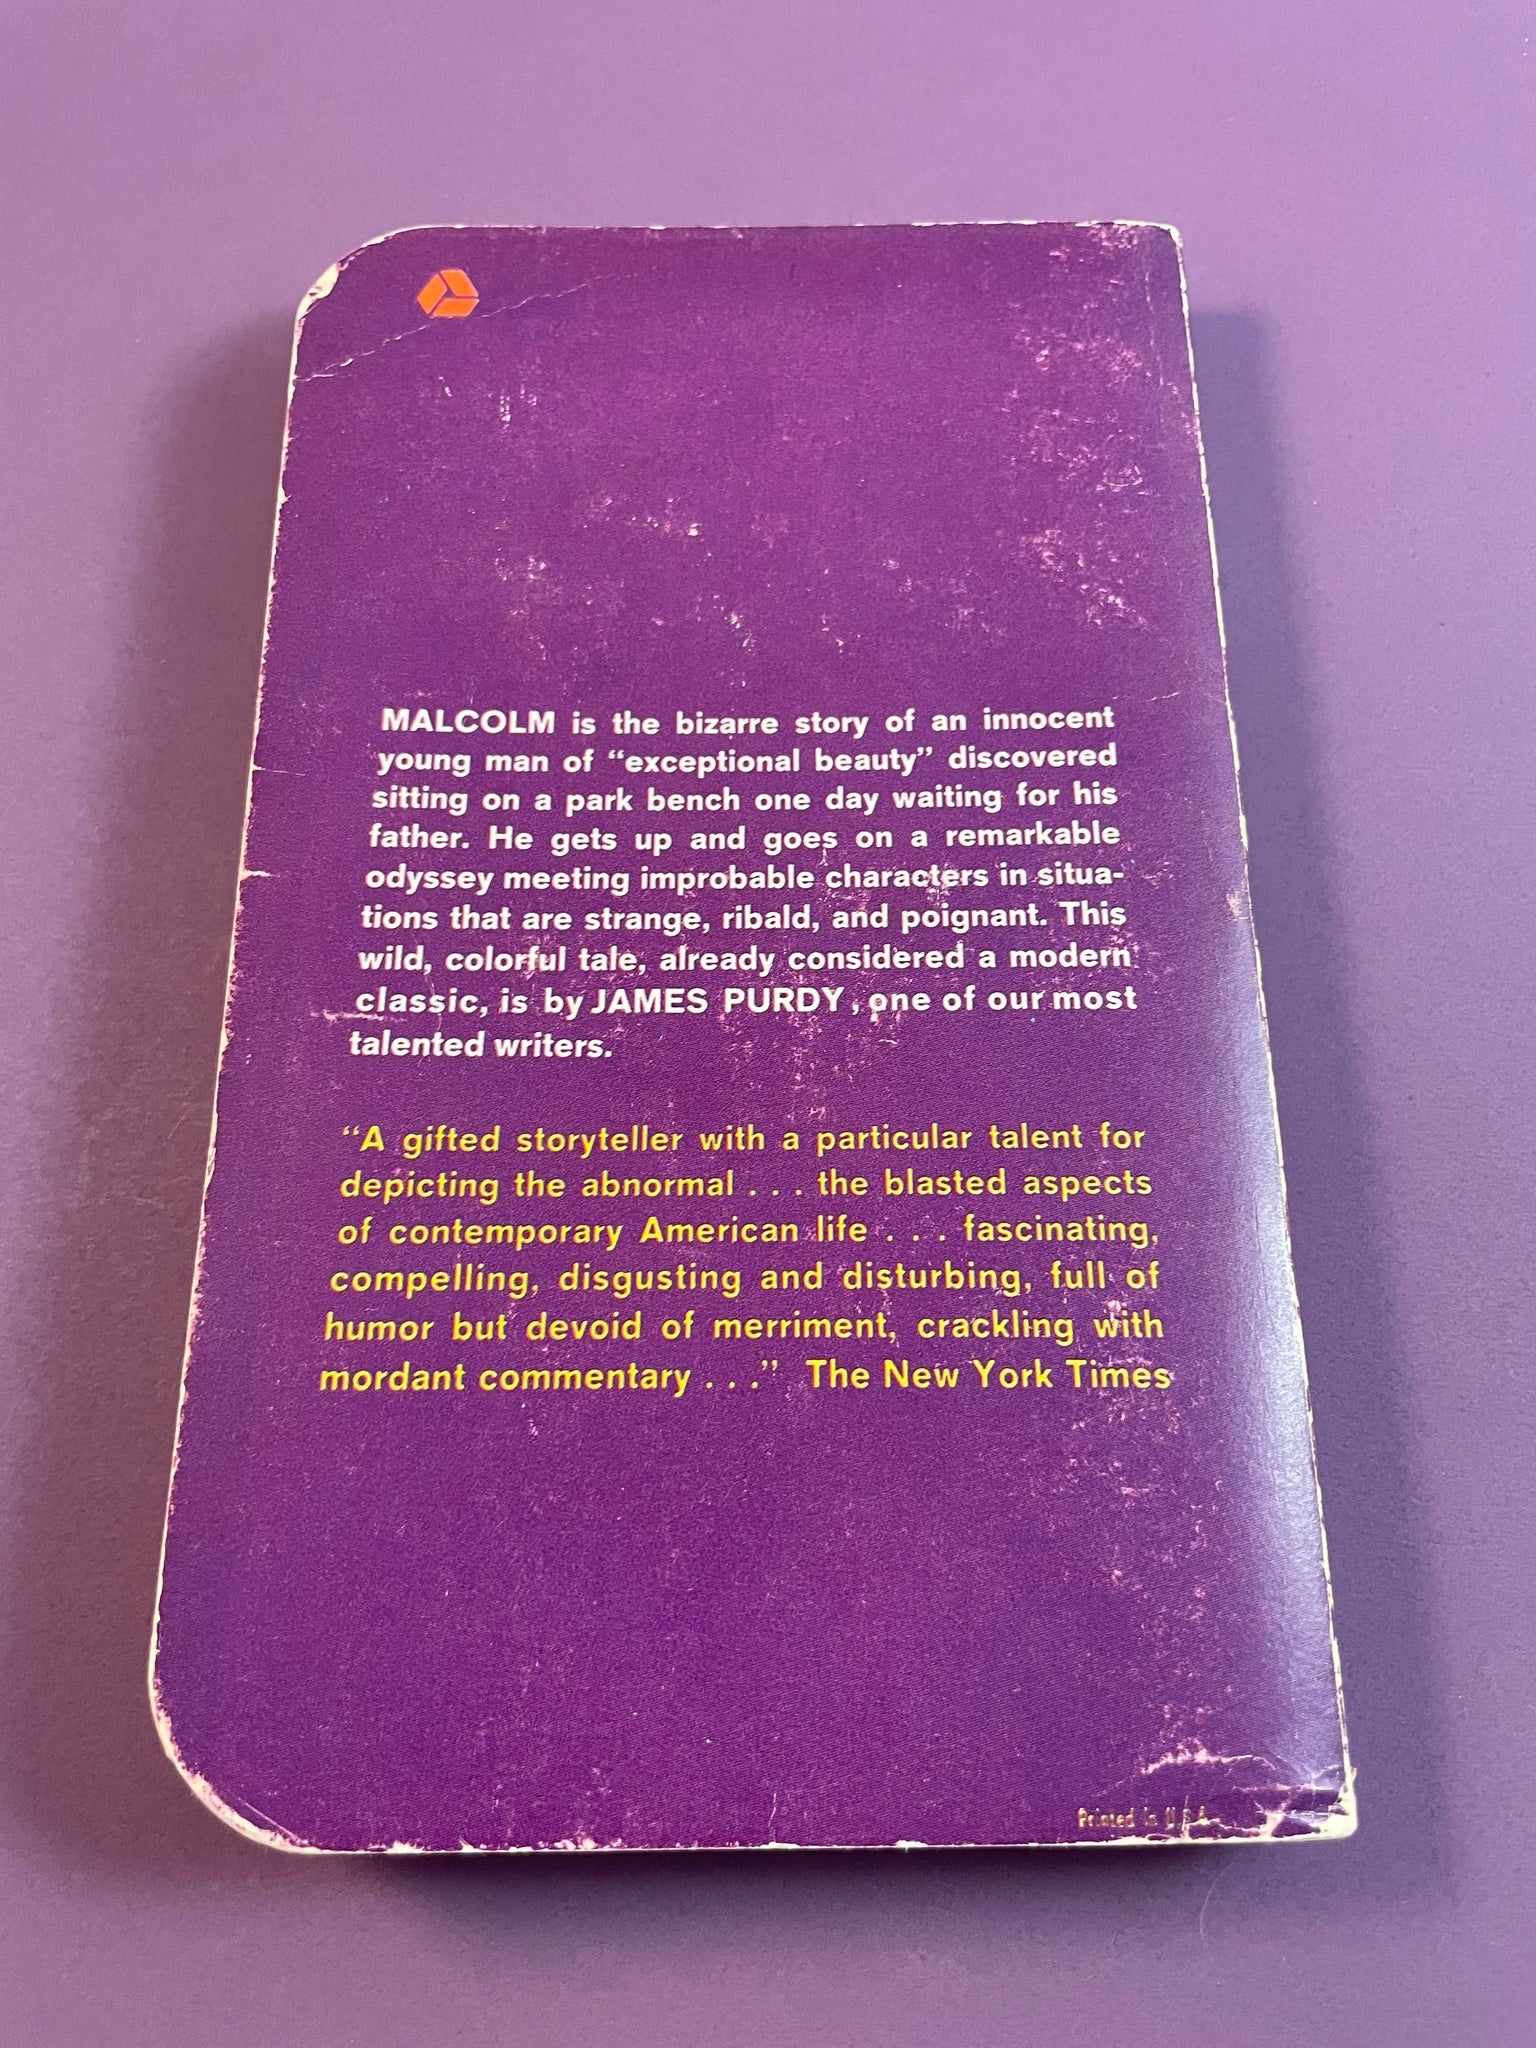 MALCOLM is the bizarre story of an innocent
young man of “exceptional beauty” discovered
sitting on a park bench one day waiting for his
father. He gets up and goes on a remarkable
odyssey meeting improbable characters in situa-
tions that are strange, ribald, and poignant. This
wild, colorful tale, already considered a modern
classic, is by JAMES PURDY, one of our most
talented writers.
“A gifted storyteller with a particular talent for
depicting the abnormal . . . the blasted aspects
of contemporary American life . . . fascinating,
compelling, disgusting and disturbing, full of
humor but devoid of merriment, crackling with
mordant commentary . . .” The New York Times
Printed in U.S.A.